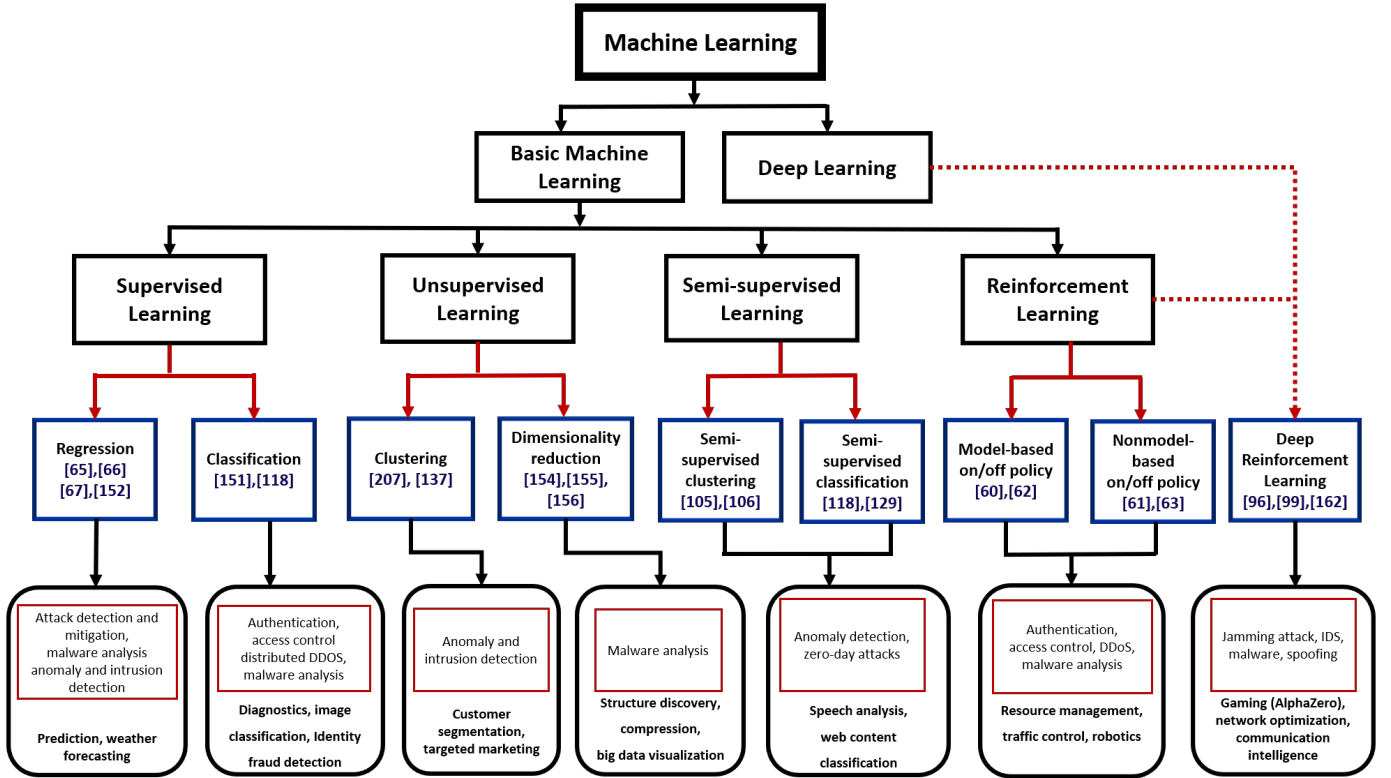 Machine Learning
Basic Machine
Learning
Deep Learning
Supervised
Learning
Unsupervised
Learning
Semi-supervised
Learning
Reinforcement
Learning
Regression
[65],[66]
[67],[152]
Classification
[151],[118]
Clustering
[207], [137]
Dimensionality
reduction
[154],[155],
[156]
Semi-
supervised
clustering
[105],[106]
Semi-
supervised
classification
[118],[129]
Model-based
on/off policy
[60],[62]
Nonmodel-
based
on/off policy
[61],[63]
Deep
Reinforcement
Learning
[96],[99],[162]
Attack detection and
mitigation,
malware analysis
anomaly and intrusion
detection
Prediction, weather
forecasting
Authentication,
access control
distributed DDOS,
malware analysis
Diagnostics, image
classification, Identity
fraud detection
Anomaly and
intrusion detection
Customer
segmentation,
targeted marketing
Malware analysis
Structure discovery,
compression,
big data visualization
Anomaly detection,
zero-day attacks
Speech analysis,
web content
classification
Authentication,
access control, DDoS,
malware analysis
Resource management,
traffic control, robotics
Jamming attack, IDS,
malware, spoofing
Gaming (AlphaZero),
network optimization,
communication
intelligence